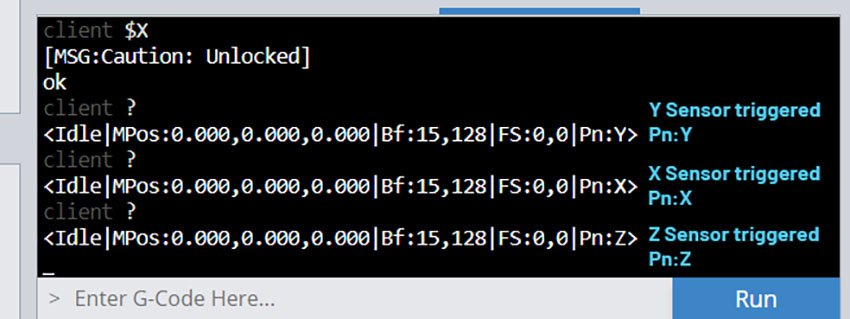 client $X
[MSG:Caution: Unlocked]
ok
client ?
Y Sensor triggered
<Idle|MPos:0.000,0.000,0.000|Bf:15,128|FS:0,0|Pn:Y>
Pn:Y
client ?
X Sensor triggered
<Idle|MPos:0.000,0.000,0.000|Bf:15,128|FS:0,0|Pn:X>
Pn:X
client ?
Z Sensor triggered
<Idle|MPos:0.000,0.000,0.000|Bf:15,128|FS:0,0|Pn:Z>
Pn:Z
_
> Enter G-Code Here...
Run